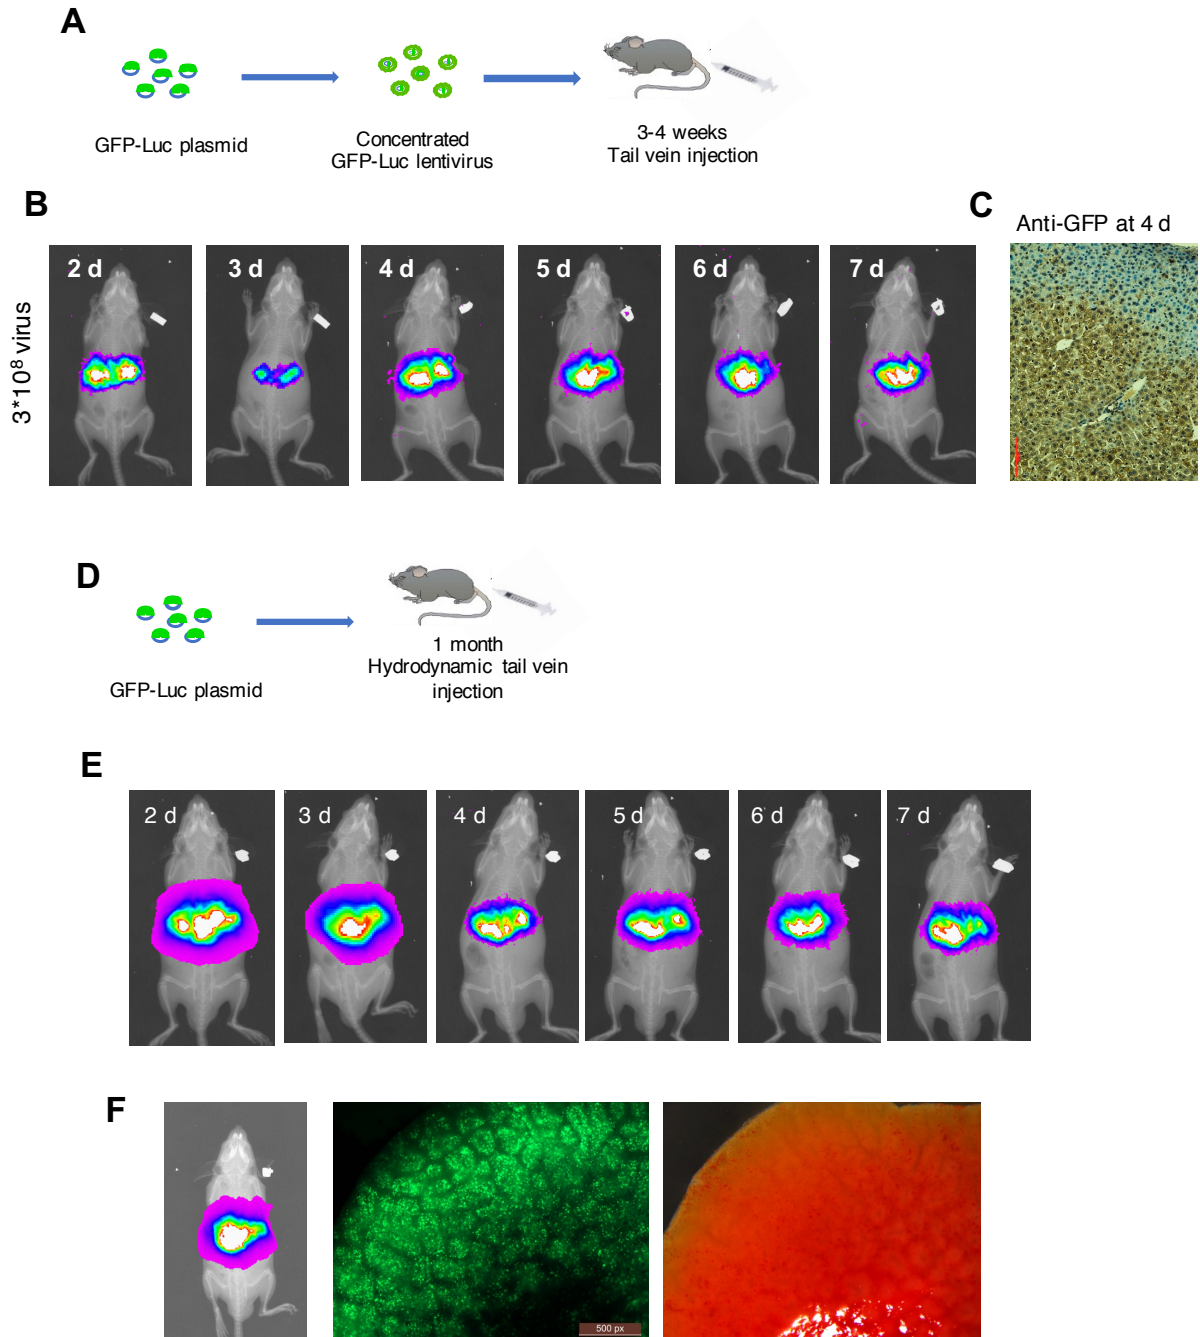 A
GFP-Luc plasmid
Concentrated
GFP-Luc lentivirus
3-4 weeks
Tail vein injection
B
3*10⁸ virus
2 d
3 d
4 d
5 d
6 d
7 d
C
Anti-GFP at 4 d
D
GFP-Luc plasmid
1 month
Hydrodynamic tail vein
injection
E
2 d
3 d
4 d
5 d
6 d
7 d
F
500 px